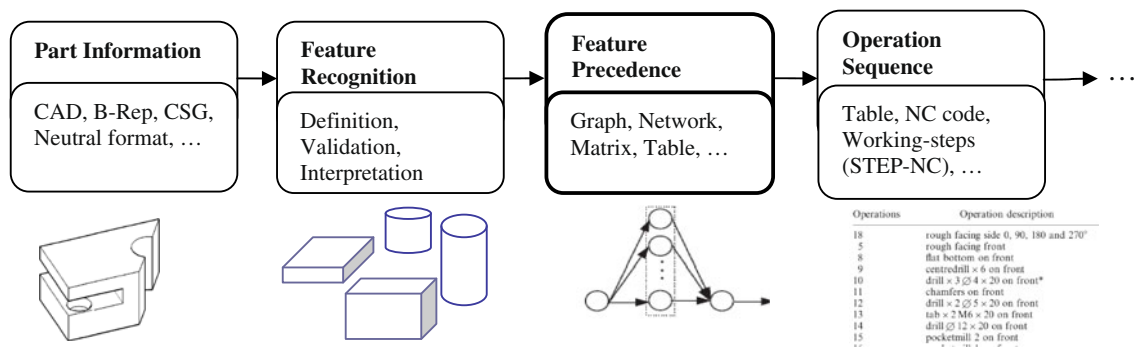 Part Information
CAD, B-Rep, CSG,
Neutral format, …
Feature
Recognition
Definition,
Validation,
Interpretation
Feature
Precedence
Graph, Network,
Matrix, Table, …
Operation
Sequence
Table, NC code,
Working-steps
(STEP-NC), …
…
Operations Operation description
18 rough facing side 0, 90, 180 and 270°
5 rough facing front
8 flat bottom on front
9 centredrill × 6 on front
10 drill × 3 ∅ 4 × 20 on front*
11 chamfers on front
12 drill × 2 ∅ 5 × 20 on front
13 tab × 2 M6 × 20 on front
14 drill ∅ 12 × 20 on front
15 pocketmill 2 on front